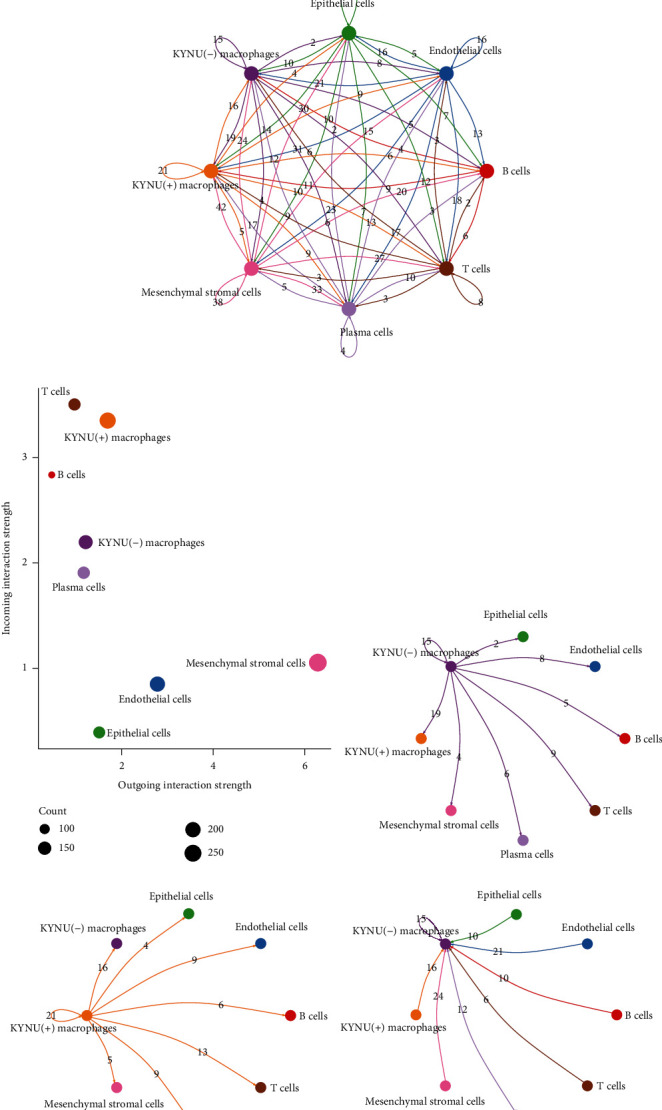 Epithelial cells
15
16
KYNU(−) macrophages
2
Endothelial cells
10
16
5
4
8
21
9
16
30
7
10
5
13
19
24
14
2
15
3
31
6
6
4
21
12
B cells
KYNU(+) macrophages
10
11
9
20
12
42
4
23
7
3
18
2
9
13
5
17
6
17
6
9
27
T cells
3
10
Mesenchymal stromal cells
5
33
3
38
8
Plasma cells
4
T cells
KYNU(+) macrophages
3
B cells
KYNU(−) macrophages
2
Plasma cells
Incoming interaction strength
Mesenchymal stromal cells
1
Endothelial cells
Epithelial cells
2
4
6
Outgoing interaction strength
Count
100
200
150
250
Epithelial cells
15
2
Endothelial cells
KYNU(−) macrophages
8
5
19
B cells
KYNU(+) macrophages
4
9
6
T cells
Mesenchymal stromal cells
Plasma cells
Epithelial cells
KYNU(−) macrophages
Endothelial cells
4
9
16
6
21
B cells
KYNU(+) macrophages
13
5
9
T cells
Mesenchymal stromal cells
Epithelial cells
15
KYNU(−) macrophages
Endothelial cells
10
21
16
10
24
6
12
B cells
KYNU(+) macrophages
T cells
Mesenchymal stromal cells